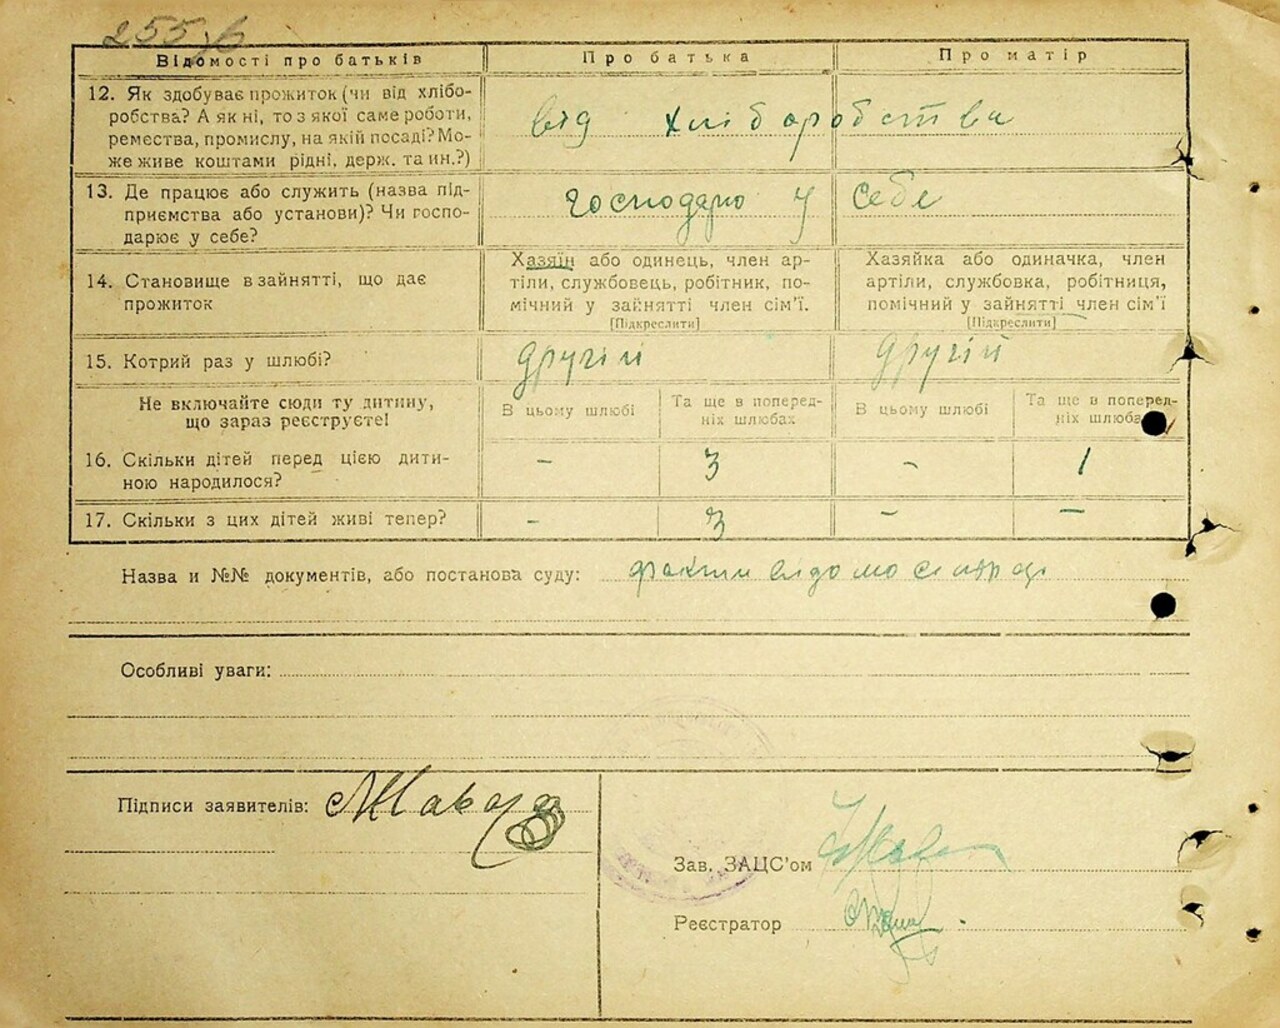 255
Відомості про батьків Про батька Про матір
12. Як здобуває прожиток (чи від хлібо-
робства? А як ні, то з якої саме роботи,
ремества, промислу, на якій посаді? Мо-
же живе коштами рідні, держ. та ин.?)
від хліборобства
13. Де працює або служить (назва під-
приємства або установи)? Чи госпо-
дарює у себе?
господарю у себе
14. Становище в зайнятті, що дає
прожиток
Хазяїн або одинець, член ар-
тіли, службовець, робітник, по-
мічний у зайнятті член сім'ї.
[Підкреслити]
Хазяйка або одиначка, член
артіли, службовка, робітниця,
помічний у зайнятті член сім'ї
[Підкреслити]
15. Котрий раз у шлюбі? другій другій
Не включайте сюди ту дитину,
що зараз реєструєте!
В цьому шлюбі
Та ще в поперед-
ніх шлюбах
В цьому шлюбі
Та ще в поперед-
ніх шлюбах
16. Скільки дітей перед цією дити-
ною народилося?
- 3 - 1
17. Скільки з цих дітей живі тепер? - 3 - -
Назва и №№ документів, або постанова суду:
Особливі уваги:
Підписи заявителів:
Зав. ЗАЦС'ом
Реєстратор